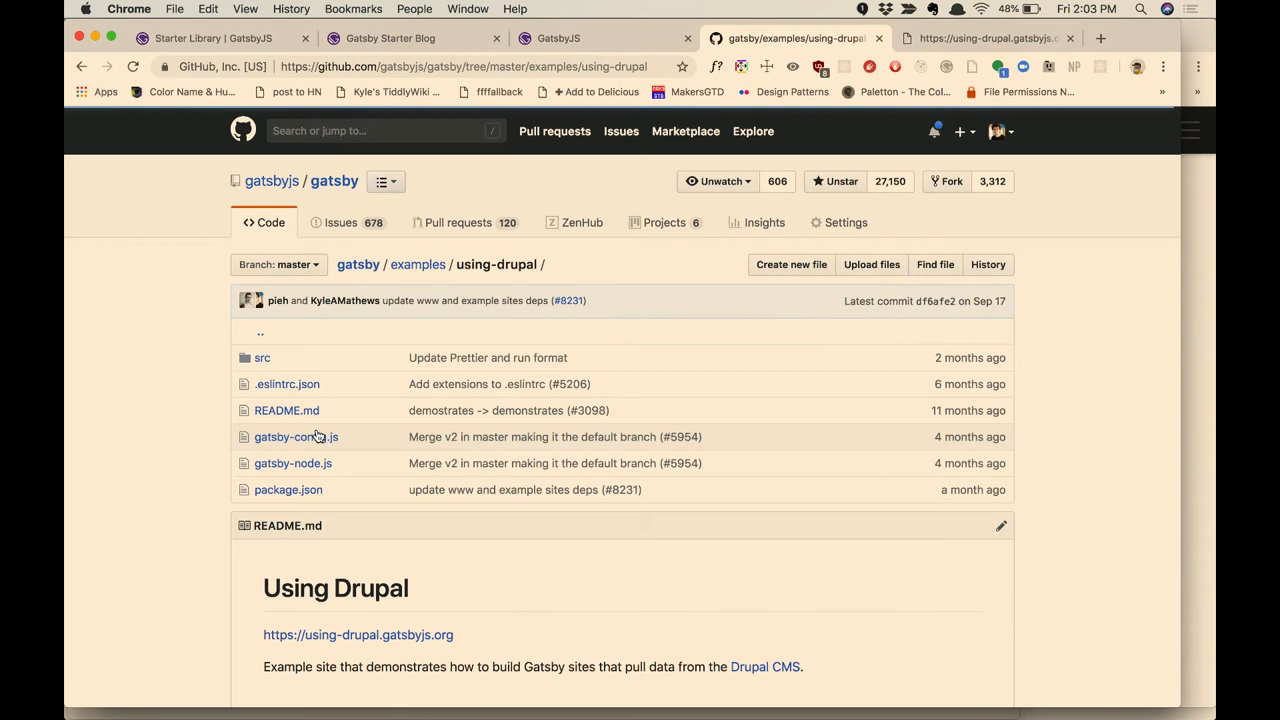 Chrome File Edit View History Bookmarks People Window Help 48% Fri 2:03 PM
Starter Library | GatsbyJS × Gatsby Starter Blog × GatsbyJS × gatsby/examples/using-drupal × https://using-drupal.gatsbyjs.o ×
GitHub, Inc. [US] https://github.com/gatsbyjs/gatsby/tree/master/examples/using-drupal f? 8 1 NP
Apps Color Name & Hu... post to HN Kyle's TiddlyWiki ... ffffallback + Add to Delicious MakersGTD Design Patterns Paletton - The Col... File Permissions N... » »
Search or jump to... / Pull requests Issues Marketplace Explore
gatsbyjs / gatsby Unwatch 606 Unstar 27,150 Fork 3,312
<> Code Issues 678 Pull requests 120 ZenHub Projects 6 Insights Settings
Branch: master gatsby / examples / using-drupal / Create new file Upload files Find file History
pieh and KyleAMathews update www and example sites deps (#8231) Latest commit df6afe2 on Sep 17
..
src Update Prettier and run format 2 months ago
.eslintrc.json Add extensions to .eslintrc (#5206) 6 months ago
README.md demostrates -> demonstrates (#3098) 11 months ago
gatsby-config.js Merge v2 in master making it the default branch (#5954) 4 months ago
gatsby-node.js Merge v2 in master making it the default branch (#5954) 4 months ago
package.json update www and example sites deps (#8231) a month ago
README.md
Using Drupal
https://using-drupal.gatsbyjs.org
Example site that demonstrates how to build Gatsby sites that pull data from the Drupal CMS.